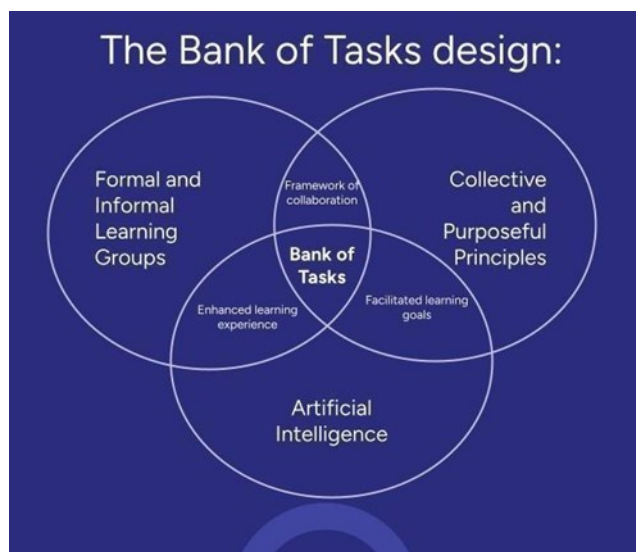 The Bank of Tasks design:
Formal and
Informal
Learning
Groups
Framework of
collaboration
Collective
and
Purposeful
Principles
Bank of
Tasks
Enhanced learning
experience
Facilitated learning
goals
Artificial
Intelligence